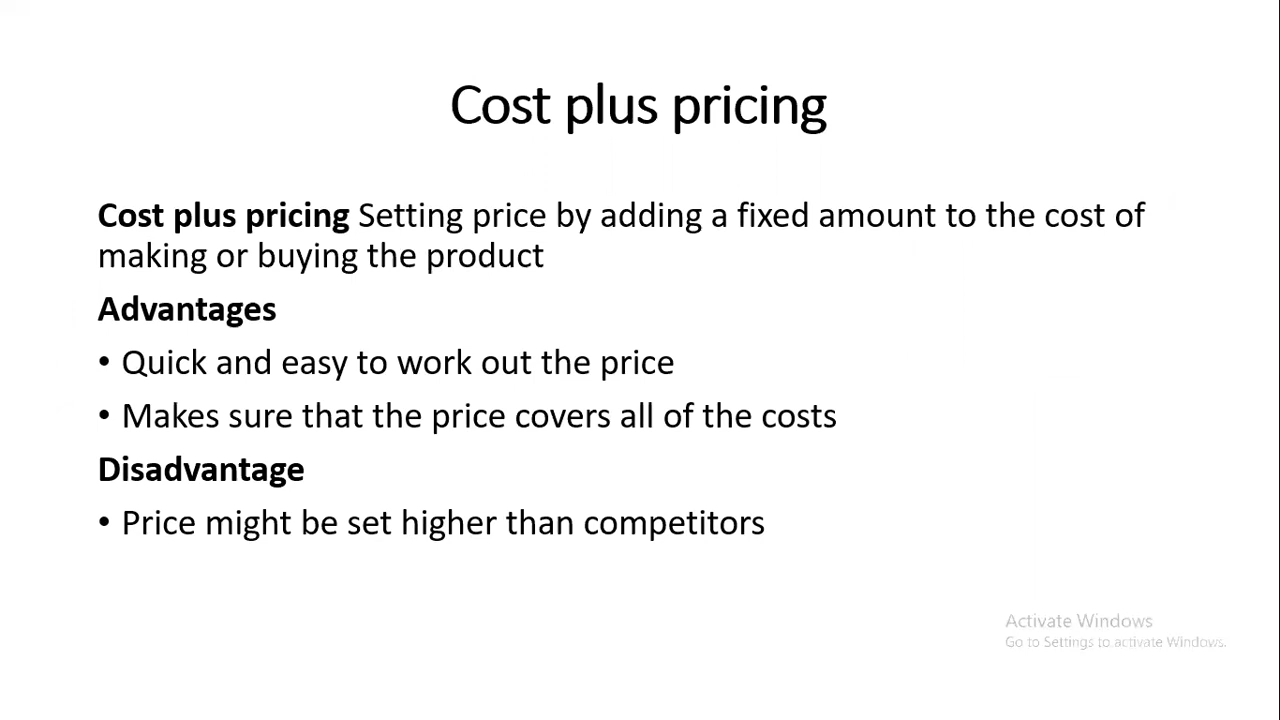 Cost plus pricing
Cost plus pricing Setting price by adding a fixed amount to the cost of
making or buying the product
Advantages
• Quick and easy to work out the price
• Makes sure that the price covers all of the costs
Disadvantage
• Price might be set higher than competitors
Activate Windows
Go to Settings to activate Windows.